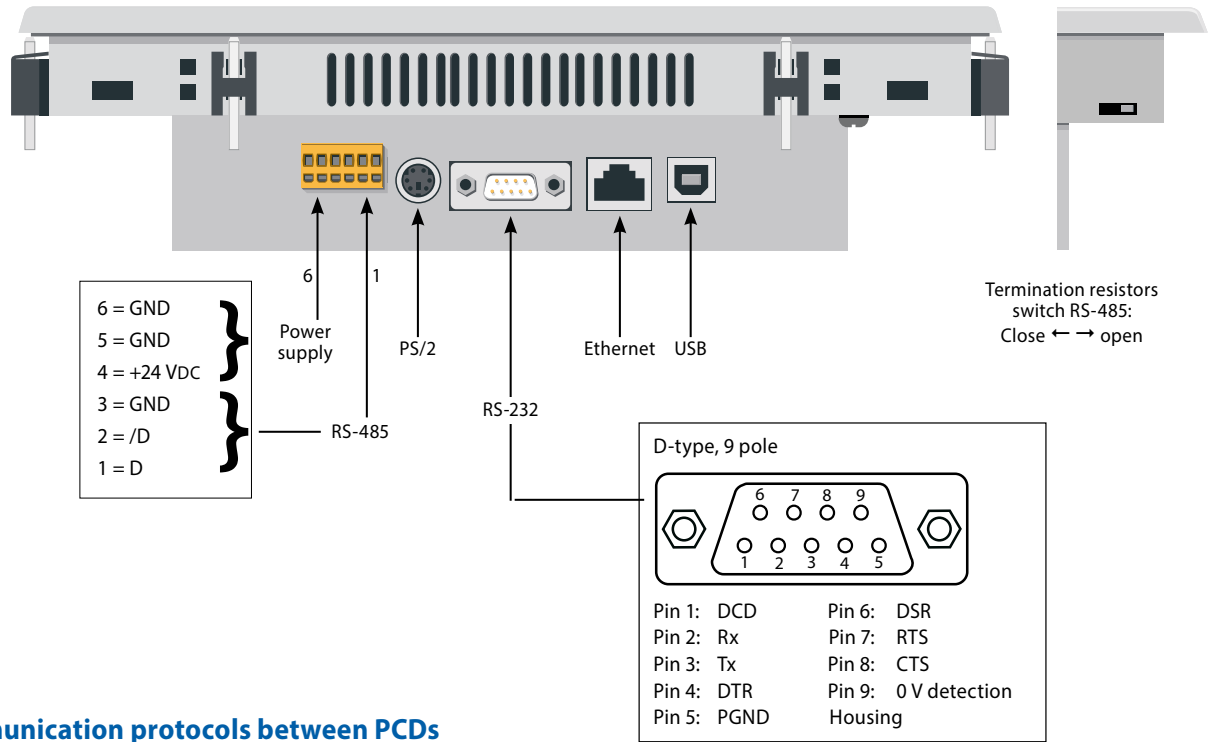 6
1
6 = GND
5 = GND
4 = +24 VDC
3 = GND
2 = /D
1 = D
Power
supply
PS/2
Ethernet
USB
RS-485
RS-232
Termination resistors
switch RS-485:
Close ← → open
D-type, 9 pole
6 7 8 9
1 2 3 4 5
Pin 1: DCD Pin 6: DSR
Pin 2: Rx Pin 7: RTS
Pin 3: Tx Pin 8: CTS
Pin 4: DTR Pin 9: 0 V detection
Pin 5: PGND Housing
protocols between PCDs